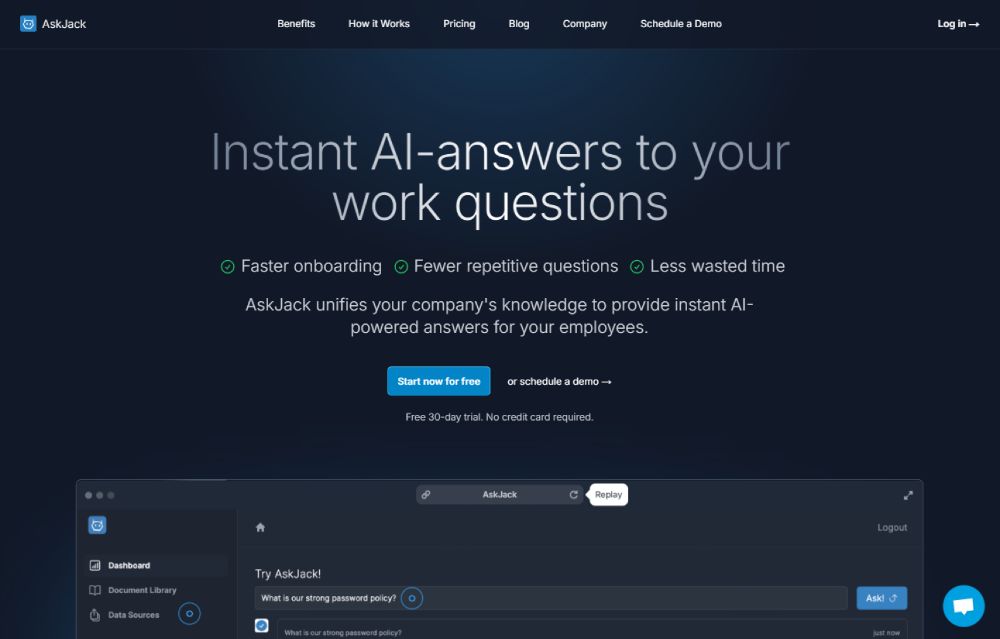 AskJack
Benefits
How it Works
Pricing
Blog
Company
Schedule a Demo
Log in →
Instant AI-answers to your
work questions
Faster onboarding
Fewer repetitive questions
Less wasted time
AskJack unifies your company's knowledge to provide instant AI-
powered answers for your employees.
Start now for free
or schedule a demo →
Free 30-day trial. No credit card required.
AskJack
Replay
Logout
Dashboard
Document Library
Data Sources
Try AskJack!
What is our strong password policy?
Ask!
What is our strong password policy?
just now